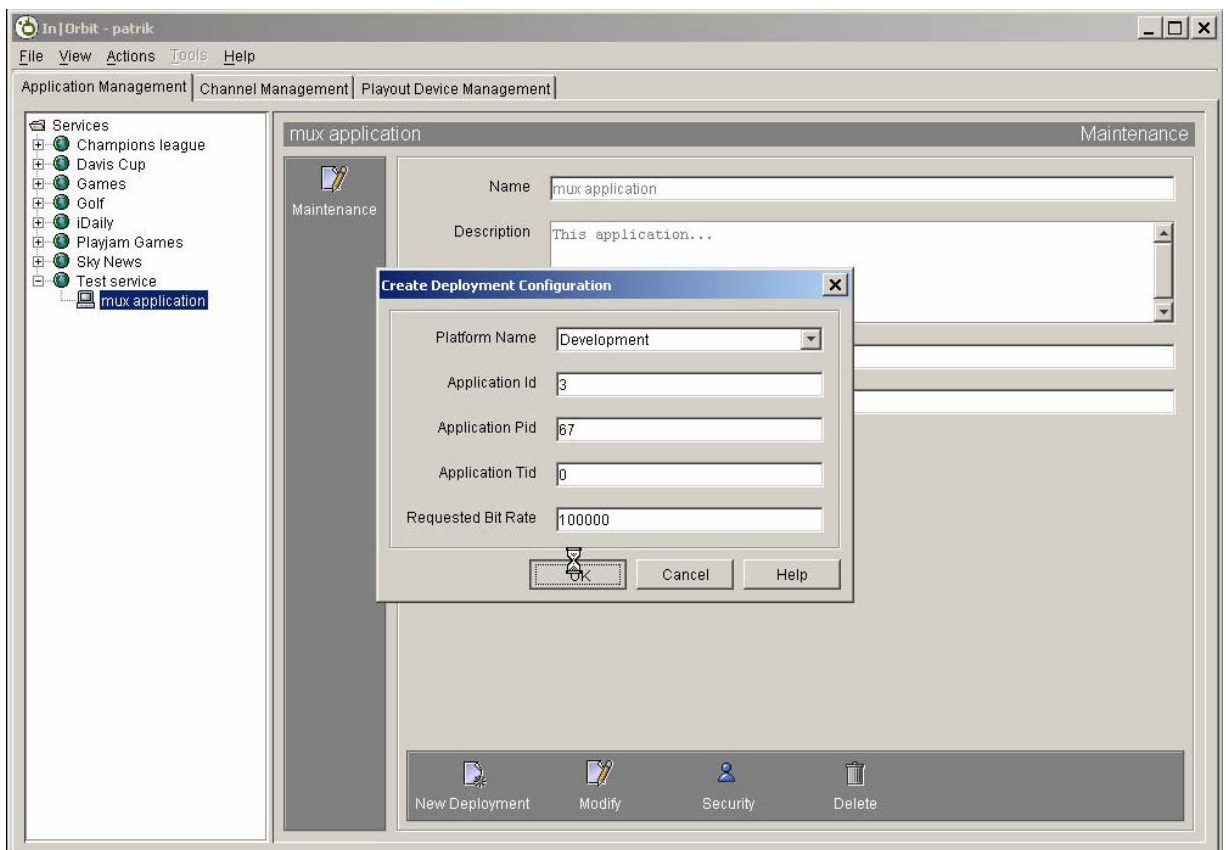 In|Orbit - patrik
File View Actions Tools Help
Application Management Channel Management Playout Device Management
Services
Champions league
Davis Cup
Games
Golf
iDaily
Playjam Games
Sky News
Test service
mux application
mux application Maintenance
Maintenance
Name mux application
Description This application...
Create Deployment Configuration
Platform Name Development
Application Id 3
Application Pid 67
Application Tid 0
Requested Bit Rate 100000
OK Cancel Help
New Deployment Modify Security Delete